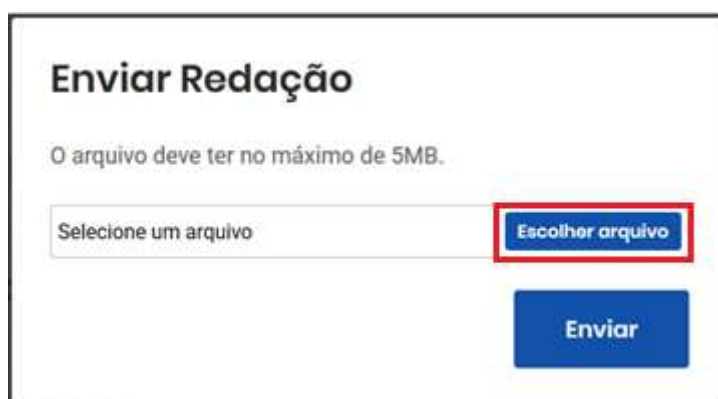 Enviar Redação
O arquivo deve ter no máximo de 5MB.
Selecione um arquivo
Escolher arquivo
Enviar